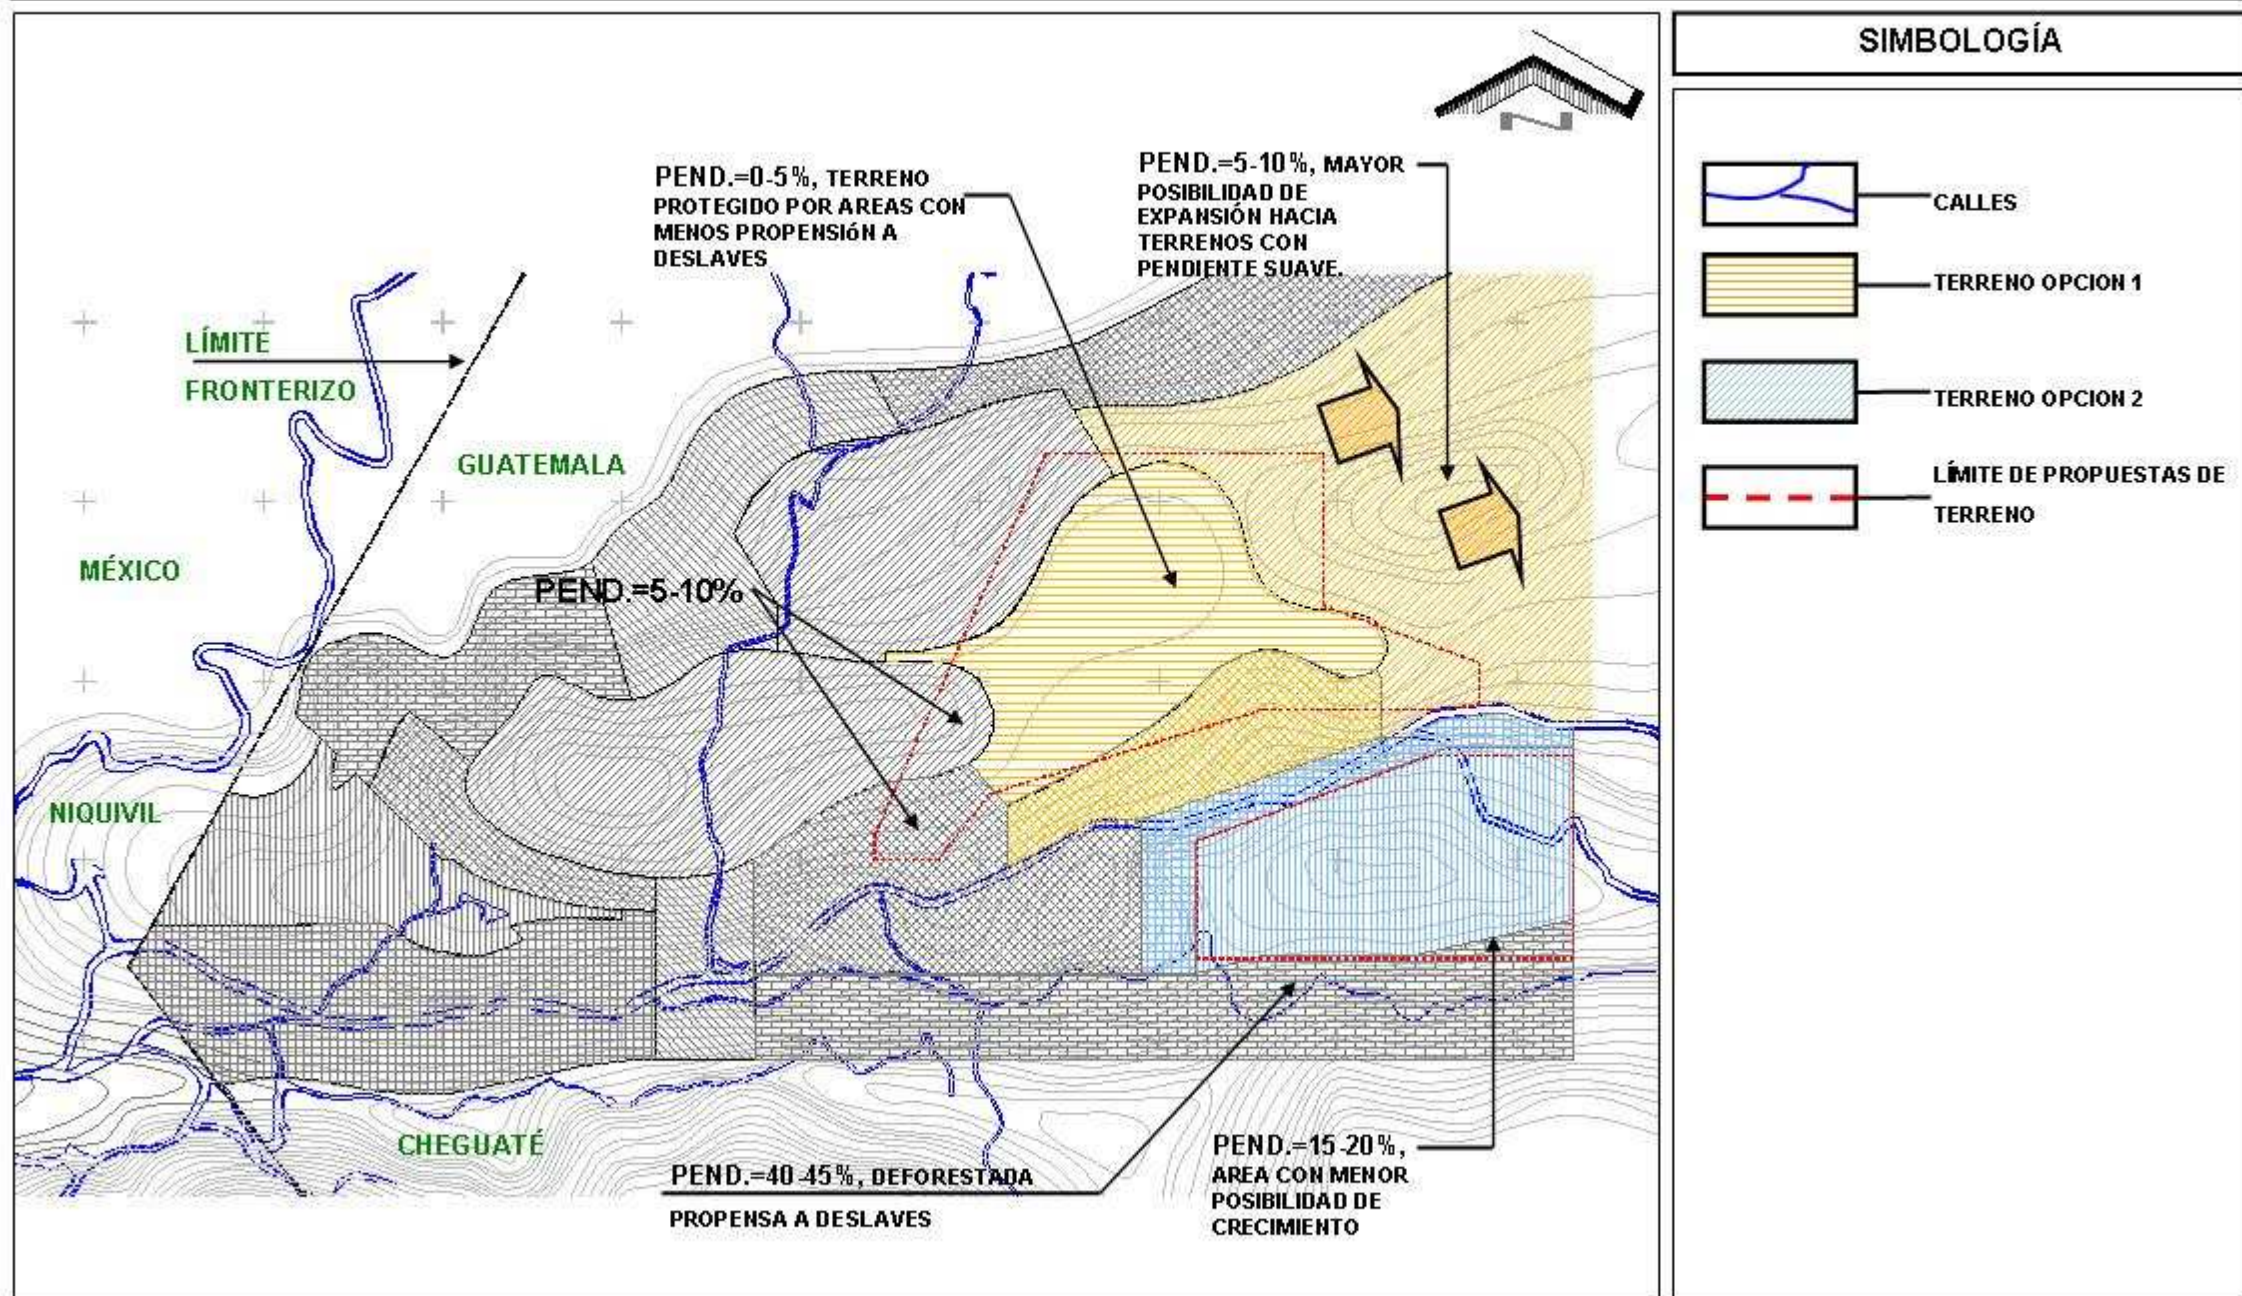 SIMBOLOGÍA
PEND.=0-5%, TERRENO
PROTEGIDO POR AREAS CON
MENOS PROPENSIóN A
DESLAVES
PEND.=5-10%, MAYOR
POSIBILIDAD DE
EXPANSIÓN HACIA
TERRENOS CON
PENDIENTE SUAVE.
N
CALLES
TERRENO OPCION 1
TERRENO OPCION 2
LÍMITE DE PROPUESTAS DE
TERRENO
LÍMITE
FRONTERIZO
GUATEMALA
MÉXICO
PEND.=5-10%
NIQUIVIL
CHEGUATÉ
PEND.=40-45%, DEFORESTADA
PROPENSA A DESLAVES
PEND.=15-20%,
AREA CON MENOR
POSIBILIDAD DE
CRECIMIENTO